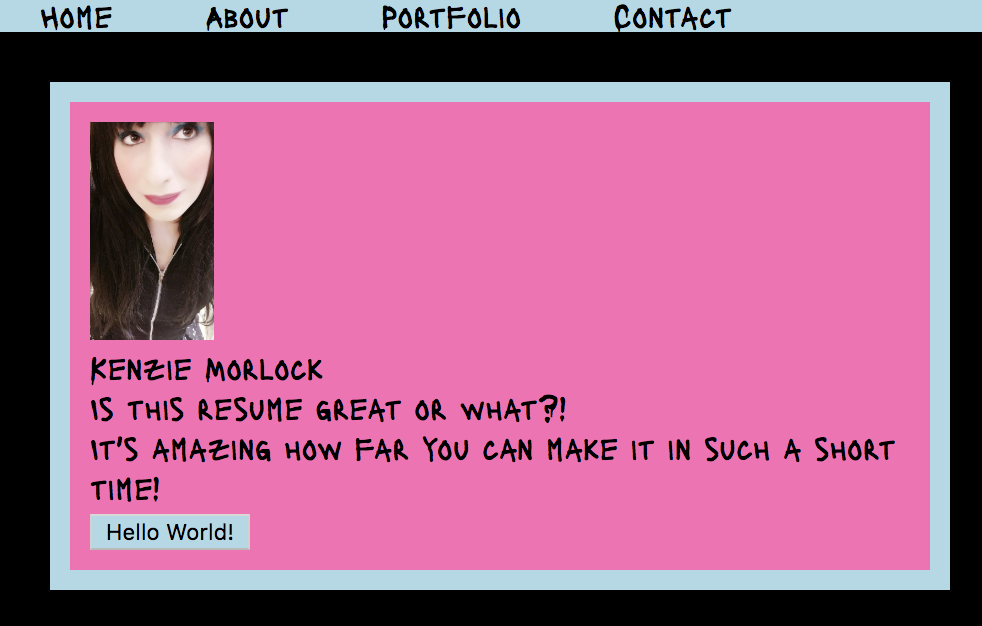 HOME ABOUT PORTFOLIO CONTACT
KENZIE MORLOCK
IS THIS RESUME GREAT OR WHAT?!
IT'S AMAZING HOW FAR YOU CAN MAKE IT IN SUCH A SHORT
TIME!
Hello World!